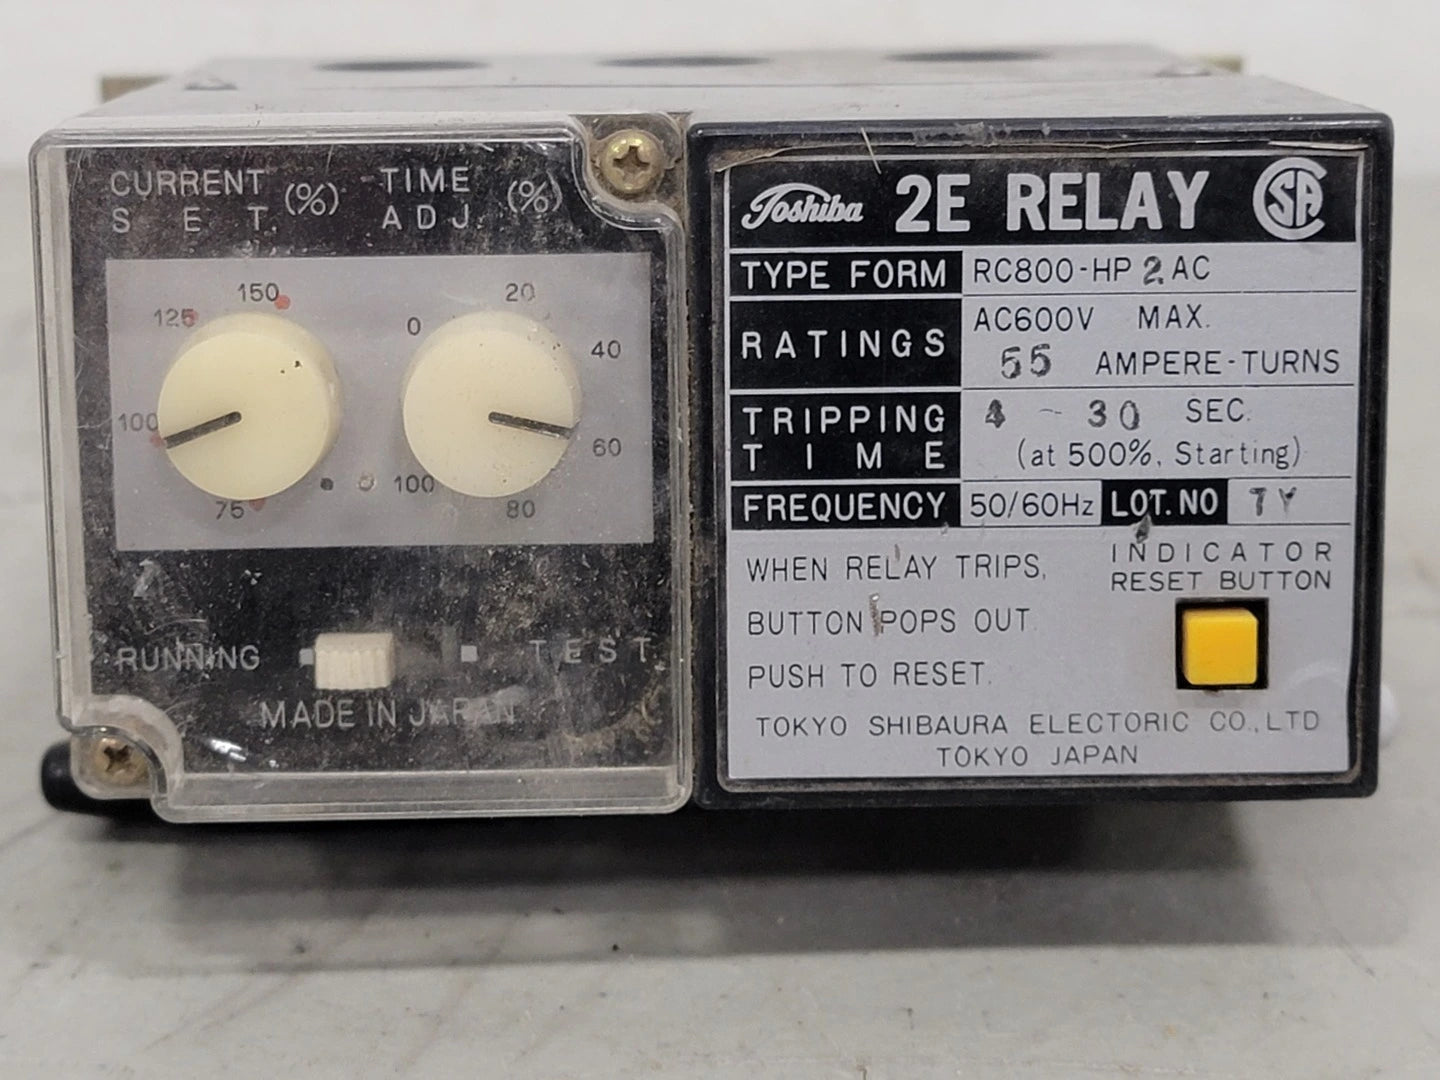 CURRENT SET. (%)
TIME ADJ. (%)
150
125
100
75
0
20
40
60
80
100
RUNNING
TEST.
MADE IN JAPAN
Toshiba 2E RELAY CSA
TYPE FORM RC800-HP 2 AC
RATINGS AC600V MAX.
55 AMPERE-TURNS
TRIPPING TIME 4 ~ 30 SEC.
(at 500%, Starting)
FREQUENCY 50/60Hz LOT. NO 7Y
WHEN RELAY TRIPS,
BUTTON POPS OUT
PUSH TO RESET.
INDICATOR
RESET BUTTON
TOKYO SHIBAURA ELECTORIC CO., LTD
TOKYO JAPAN